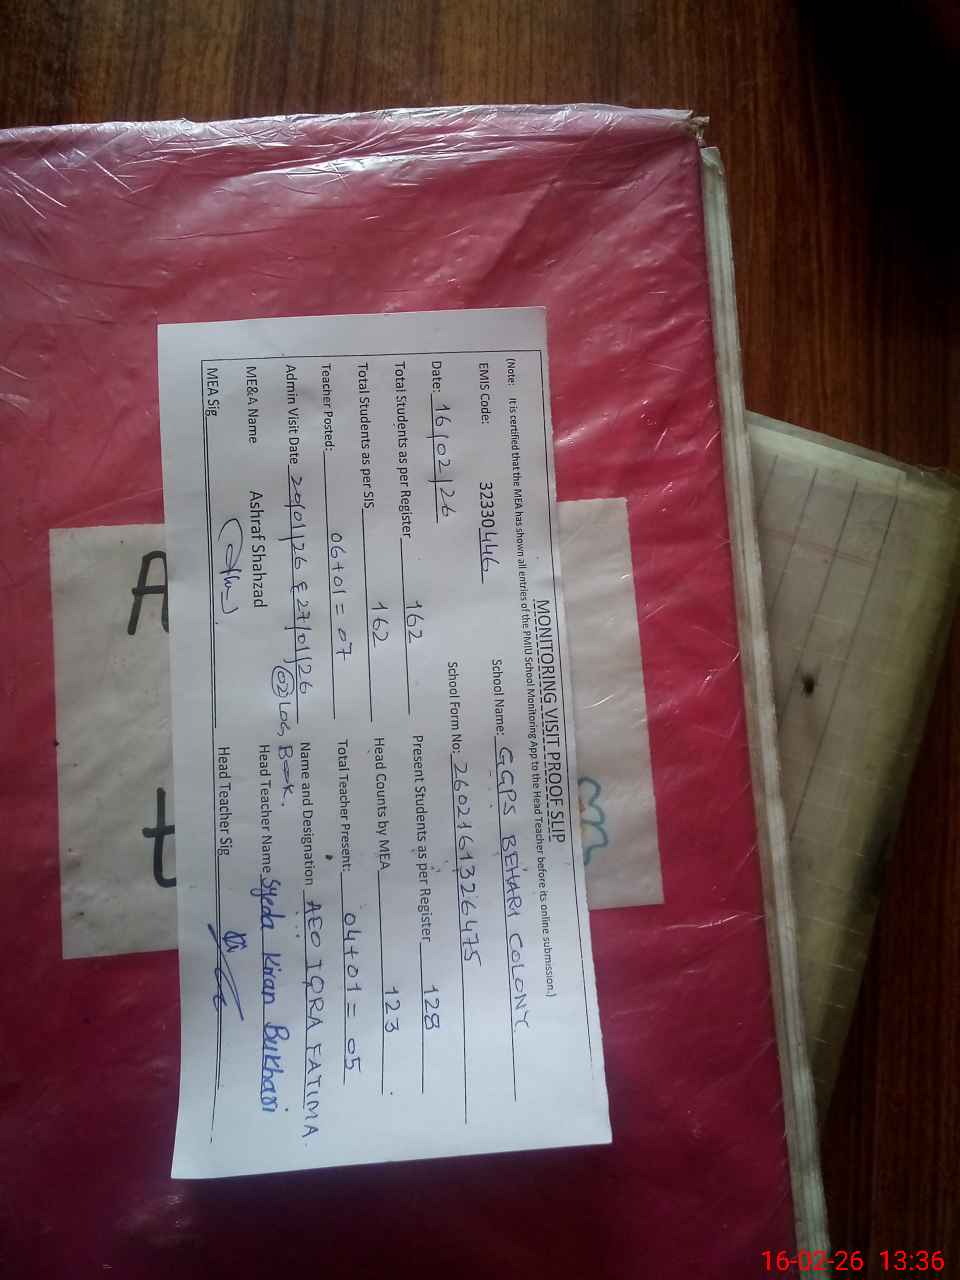 MONITORING VISIT PROOF SLIP
(Note: It is certified that the MEA has shown all entries of the PMIU School Monitoring App to the Head Teacher before its online submission.)
EMIS Code: 32330446 School Name: GGPS BEHARI COLONY.
Date: 16/02/26 School Form No: 2602161326475
Total Students as per Register 162 Present Students as per Register 128
Total Students as per SIS 162 Head Counts by MEA 123
Teacher Posted: 06+01=07 Total Teacher Present: 04+01=05
Admin Visit Date 20/01/26 & 27/01/26 Name and Designation AEO IQRA FATIMA.
02 LOG BOOK.
ME&A Name Ashraf Shahzad Head Teacher Name Syeda Kiran Bukhari
MEA Sig Head Teacher Sig
16-02-26 13:36